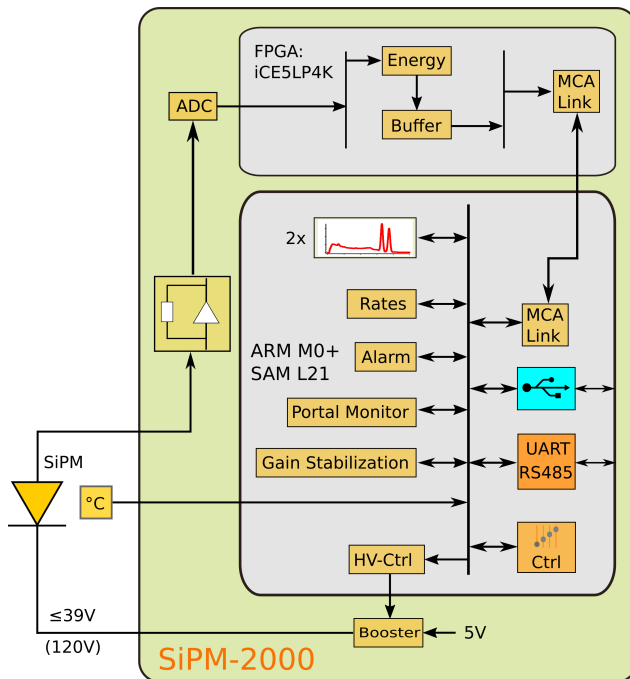 FPGA:
iCE5LP4K
Energy
Buffer
MCA
Link
ADC
2x
Rates
ARM M0+
SAM L21
Alarm
Portal Monitor
Gain Stabilization
MCA
Link
UART
RS485
Ctrl
HV-Ctrl
SiPM
°C
≤39V
(120V)
Booster
5V
SiPM-2000